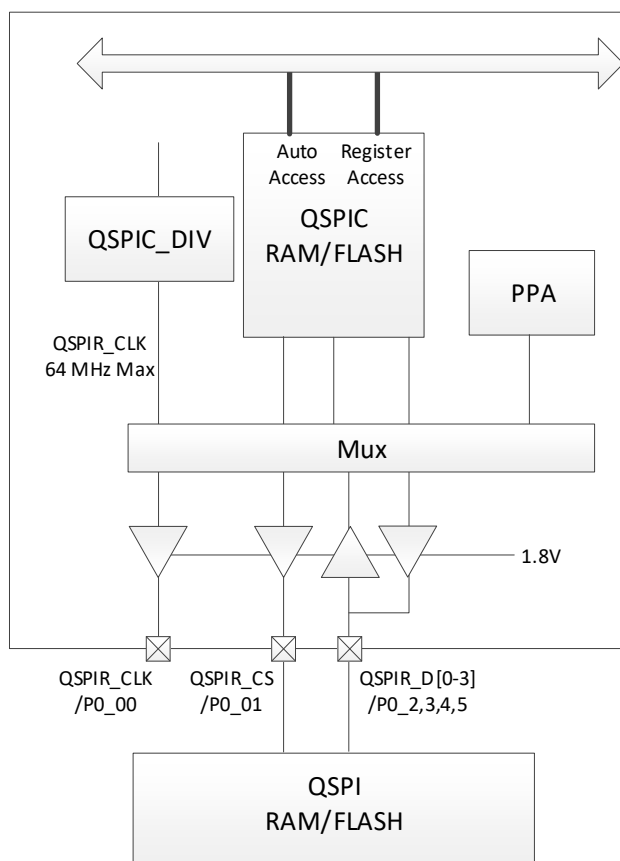 Auto
Access
Register
Access
QSPIC
RAM/FLASH
QSPIC_DIV
PPA
QSPIR_CLK
64 MHz Max
Mux
1.8V
QSPIR_CLK
/P0_00
QSPIR_CS
/P0_01
QSPIR_D[0-3]
/P0_2,3,4,5
QSPI
RAM/FLASH